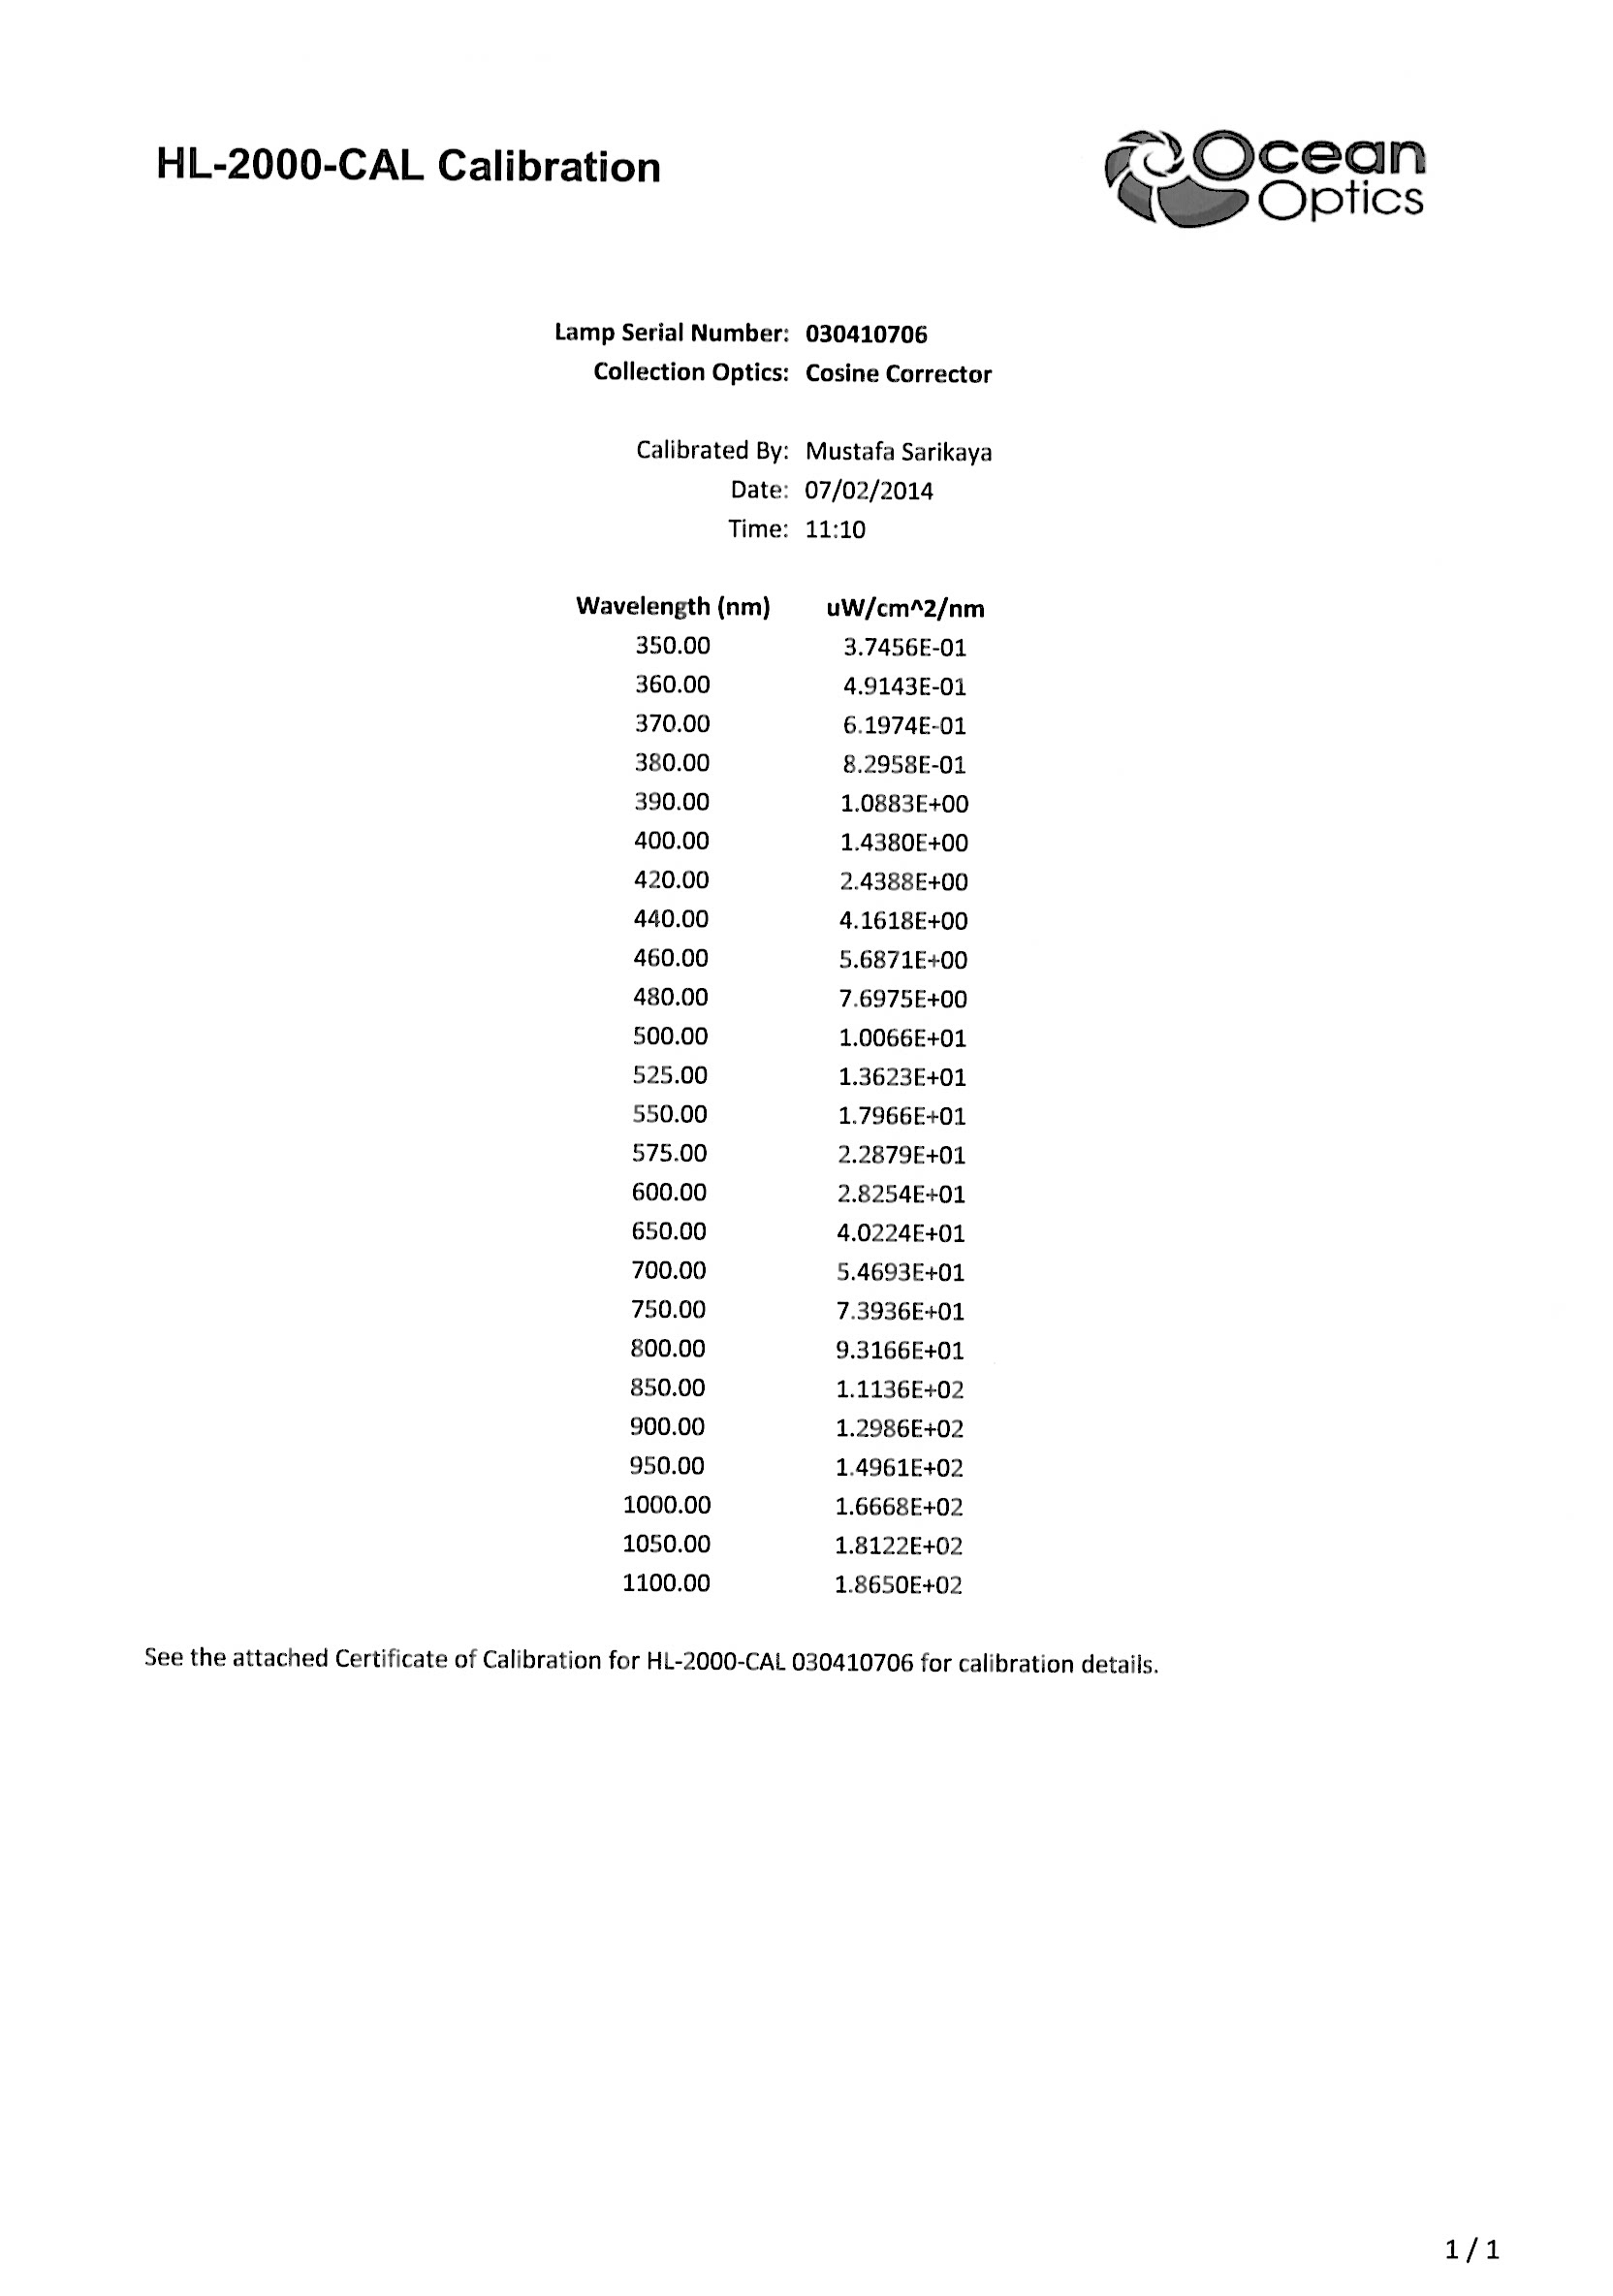 HL-2000-CAL Calibration
Ocean
Optics
Lamp Serial Number: 030410706
Collection Optics: Cosine Corrector
Calibrated By: Mustafa Sarikaya
Date: 07/02/2014
Time: 11:10
Wavelength (nm) uW/cm^2/nm
350.00 3.7456E-01
360.00 4.9143E-01
370.00 6.1974E-01
380.00 8.2958E-01
390.00 1.0883E+00
400.00 1.4380E+00
420.00 2.4388E+00
440.00 4.1618E+00
460.00 5.6871E+00
480.00 7.6975E+00
500.00 1.0066E+01
525.00 1.3623E+01
550.00 1.7966E+01
575.00 2.2879E+01
600.00 2.8254E+01
650.00 4.0224E+01
700.00 5.4693E+01
750.00 7.3936E+01
800.00 9.3166E+01
850.00 1.1136E+02
900.00 1.2986E+02
950.00 1.4961E+02
1000.00 1.6668E+02
1050.00 1.8122E+02
1100.00 1.8650E+02
See the attached Certificate of Calibration for HL-2000-CAL 030410706 for calibration details.
1 / 1